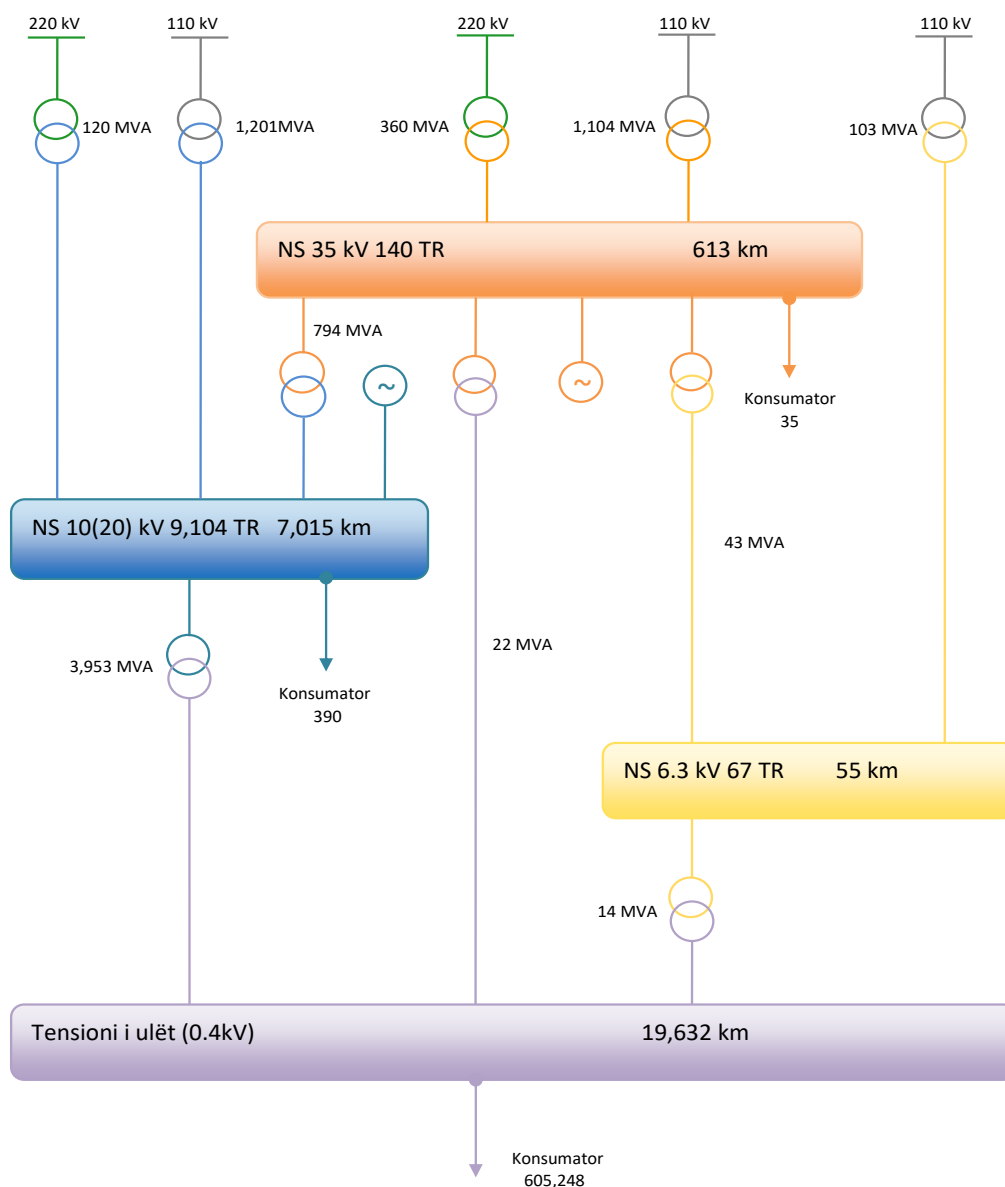 220 kV
110 kV
220 kV
110 kV
110 kV
120 MVA
1,201MVA
360 MVA
1,104 MVA
103 MVA
NS 35 kV 140 TR 613 km
794 MVA
~
~
Konsumator
35
NS 10(20) kV 9,104 TR 7,015 km
43 MVA
22 MVA
3,953 MVA
Konsumator
390
NS 6.3 kV 67 TR 55 km
14 MVA
Tensioni i ulët (0.4kV) 19,632 km
Konsumator
605,248